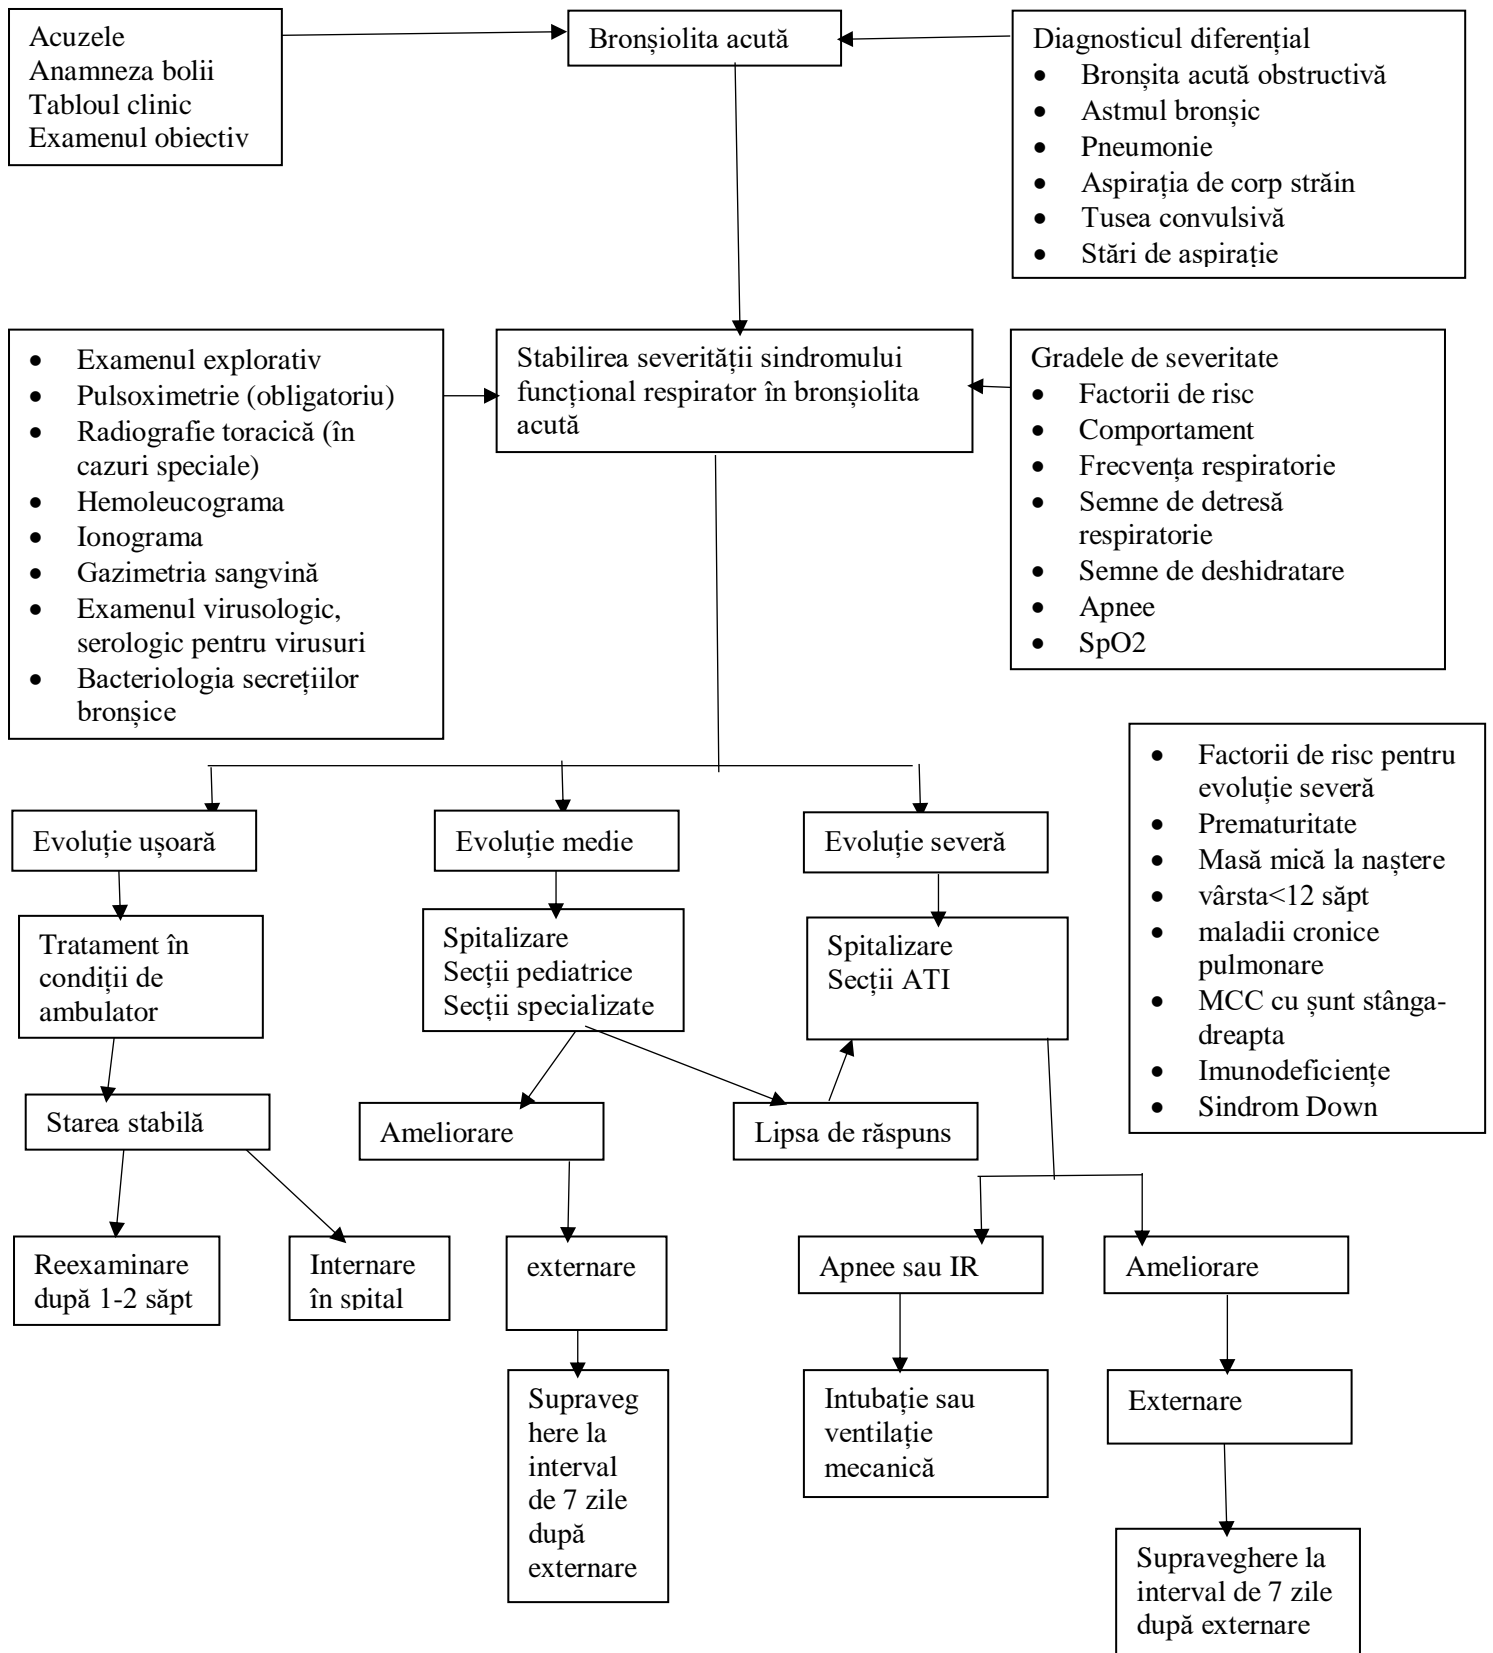 Acuzele
Anamneza bolii
Tabloul clinic
Examenul obiectiv
Bronșiolita acută
Diagnosticul diferențial
• Bronșita acută obstructivă
• Astmul bronșic
• Pneumonie
• Aspirația de corp străin
• Tusea convulsivă
• Stări de aspirație
• Examenul explorativ
• Pulsoximetrie (obligatoriu)
• Radiografie toracică (în
cazuri speciale)
• Hemoleucograma
• Ionograma
• Gazimetria sangvină
• Examenul virusologic,
serologic pentru virusuri
• Bacteriologia secrețiilor
bronșice
Stabilirea severității sindromului
funcțional respirator în bronșiolita
acută
Gradele de severitate
• Factorii de risc
• Comportament
• Frecvența respiratorie
• Semne de detresă
respiratorie
• Semne de deshidratare
• Apnee
• SpO2
• Factorii de risc pentru
evoluție severă
• Prematuritate
• Masă mică la naștere
• vârsta<12 săpt
• maladii cronice
pulmonare
• MCC cu șunt stânga-
dreapta
• Imunodeficiențe
• Sindrom Down
Evoluție ușoară
Evoluție medie
Evoluție severă
Tratament în
condiții de
ambulator
Spitalizare
Secții pediatrice
Secții specializate
Spitalizare
Secții ATI
Starea stabilă
Ameliorare
Lipsa de răspuns
Reexaminare
după 1-2 săpt
Internare
în spital
externare
Apnee sau IR
Ameliorare
Supraveg
here la
interval
de 7 zile
după
externare
Intubație sau
ventilație
mecanică
Externare
Supraveghere la
interval de 7 zile
după externare